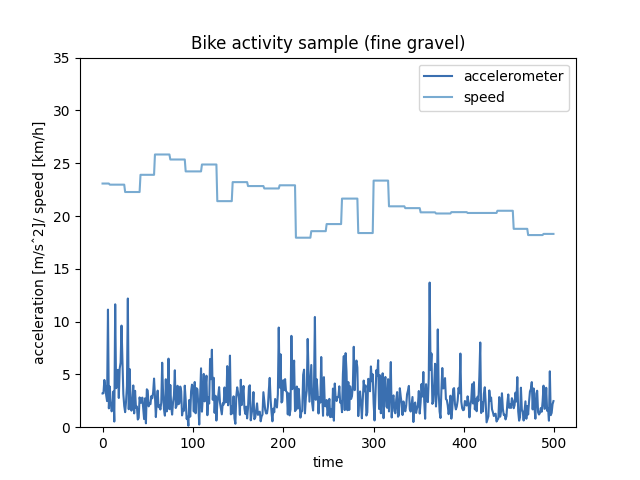 Bike activity sample (fine gravel)
accelerometer
speed
35
30
25
20
15
10
5
0
acceleration [m/s^2]/ speed [km/h]
0 100 200 300 400 500
time